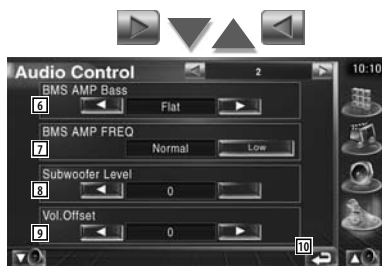 Audio Control 2 10:10
BMS AMP Bass
6 Flat
BMS AMP FREQ
7 Normal Low
Subwoofer Level
8 0
Vol.Offset
9 0
10